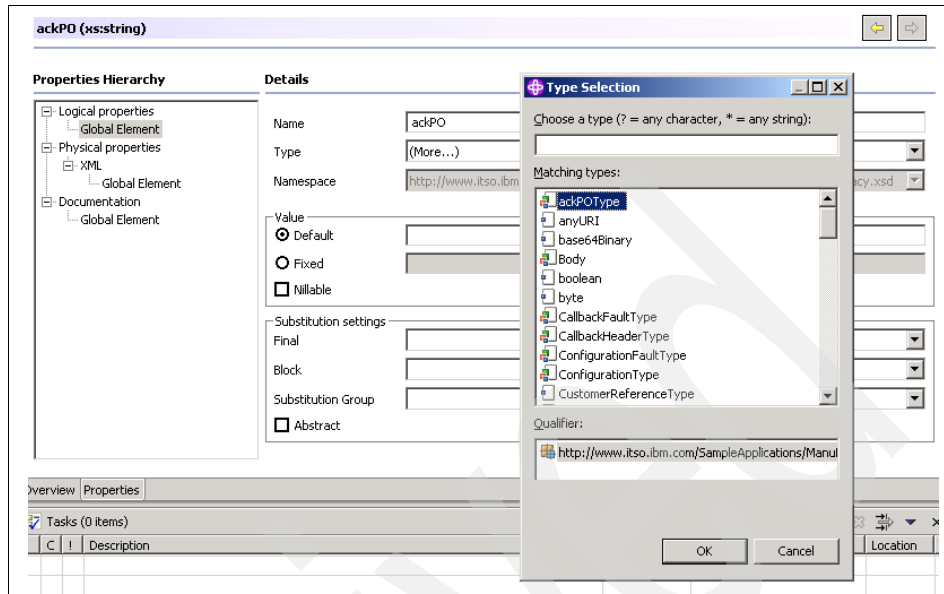 ackPO (xs:string)
Properties Hierarchy
Logical properties
Global Element
Physical properties
XML
Global Element
Documentation
Global Element
Details
Name ackPO
Type (More...)
Namespace http://www.itso.ibm acy.xsd
Value
Default
Fixed
Nillable
Substitution settings
Final
Block
Substitution Group
Abstract
Type Selection
Choose a type (? = any character, * = any string):
Matching types:
ackPOType
anyURI
base64Binary
Body
boolean
byte
CallbackFaultType
CallbackHeaderType
ConfigurationFaultType
ConfigurationType
CustomerReferenceType
Qualifier:
http://www.itso.ibm.com/SampleApplications/Manuf
OK Cancel
Overview Properties
Tasks (0 items)
C ! Description Location